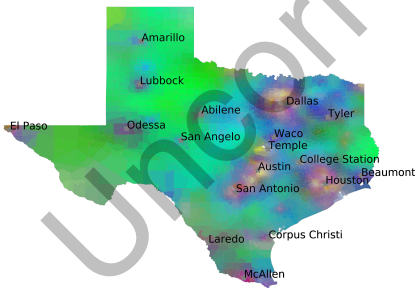 Amarillo
Lubbock
Dallas
Abilene
Tyler
El Paso
Odessa
San Angelo
Waco
Temple
College Station
Austin
Beaumont
San Antonio
Houston
Laredo
Corpus Christi
McAllen
Uncorr